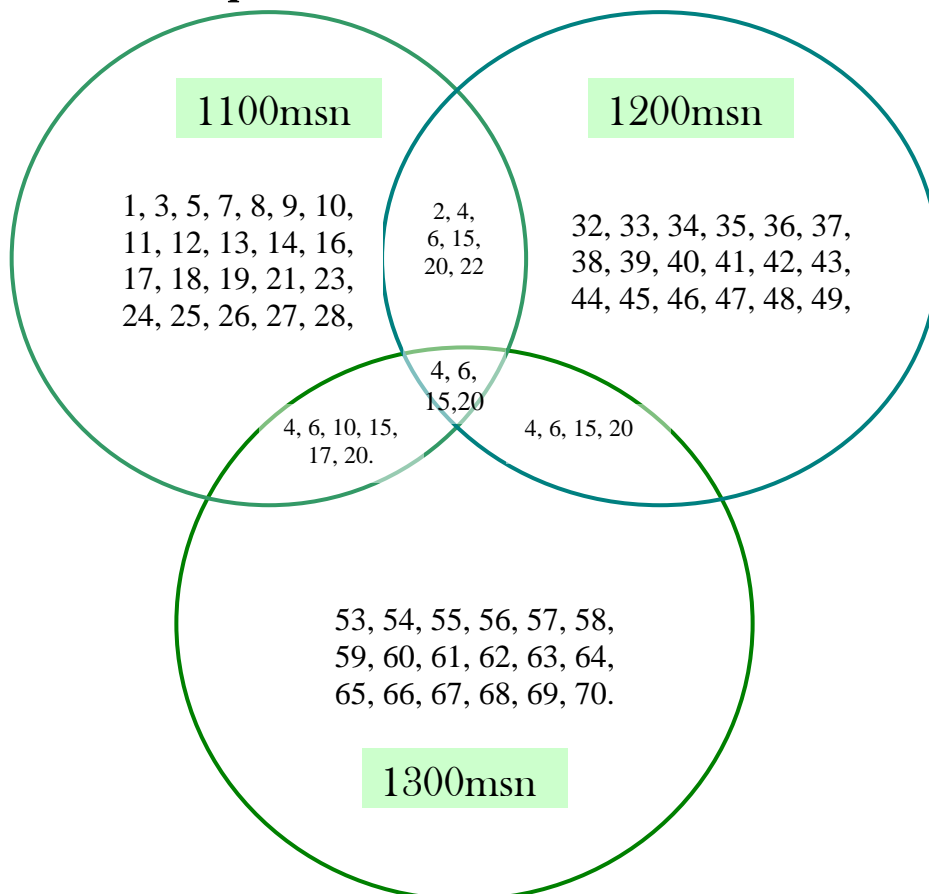 1100msn
1200msn
1, 3, 5, 7, 8, 9, 10,
11, 12, 13, 14, 16,
17, 18, 19, 21, 23,
24, 25, 26, 27, 28,
2, 4,
6, 15,
20, 22
32, 33, 34, 35, 36, 37,
38, 39, 40, 41, 42, 43,
44, 45, 46, 47, 48, 49,
4, 6,
15,20
4, 6, 10, 15,
17, 20.
4, 6, 15, 20
53, 54, 55, 56, 57, 58,
59, 60, 61, 62, 63, 64,
65, 66, 67, 68, 69, 70.
1300msn